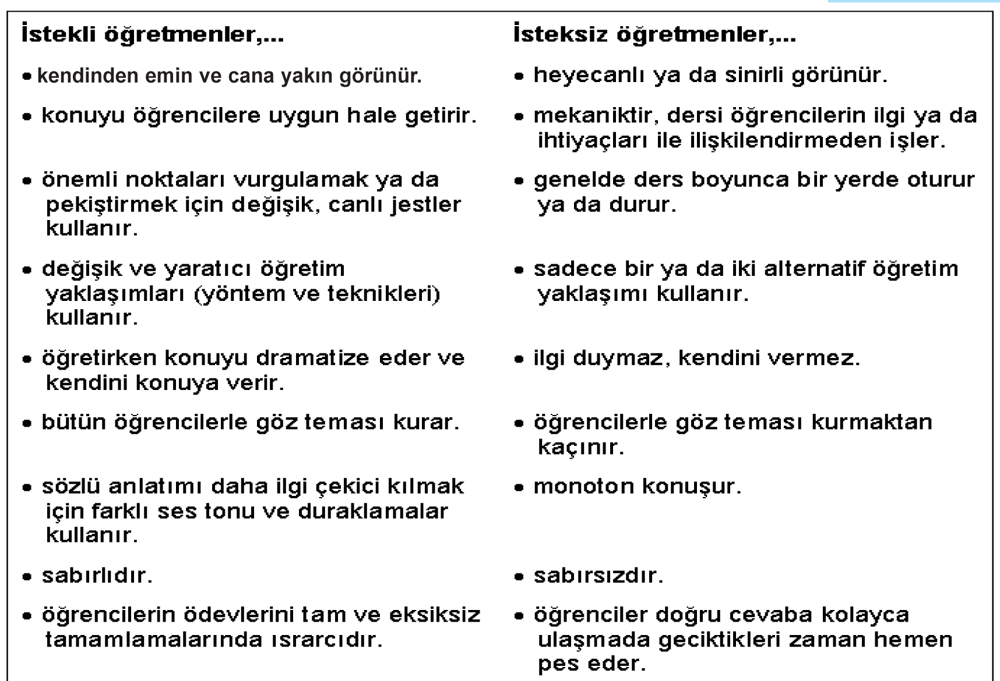 İstekli öğretmenler,...
• kendinden emin ve cana yakın görünür.
• konuyu öğrencilere uygun hale getirir.
• önemli noktaları vurgulamak ya da
pekiştirmek için değişik, canlı jestler
kullanır.
• değişik ve yaratıcı öğretim
yaklaşımları (yöntem ve teknikleri)
kullanır.
• öğretirken konuyu dramatize eder ve
kendini konuya verir.
• bütün öğrencilerle göz teması kurar.
• sözlü anlatımı daha ilgi çekici kılmak
için farklı ses tonu ve duraklamalar
kullanır.
• sabırlıdır.
• öğrencilerin ödevlerini tam ve eksiksiz
tamamlamalarında ısrarcıdır.
İsteksiz öğretmenler,...
• heyecanlı ya da sinirli görünür.
• mekaniktir, dersi öğrencilerin ilgi ya da
ihtiyaçları ile ilişkilendirmeden işler.
• genelde ders boyunca bir yerde oturur
ya da durur.
• sadece bir ya da iki alternatif öğretim
yaklaşımı kullanır.
• ilgi duymaz, kendini vermez.
• öğrencilerle göz teması kurmaktan
kaçınır.
• monoton konuşur.
• sabırsızdır.
• öğrenciler doğru cevaba kolayca
ulaşmada geciktikleri zaman hemen
pes eder.